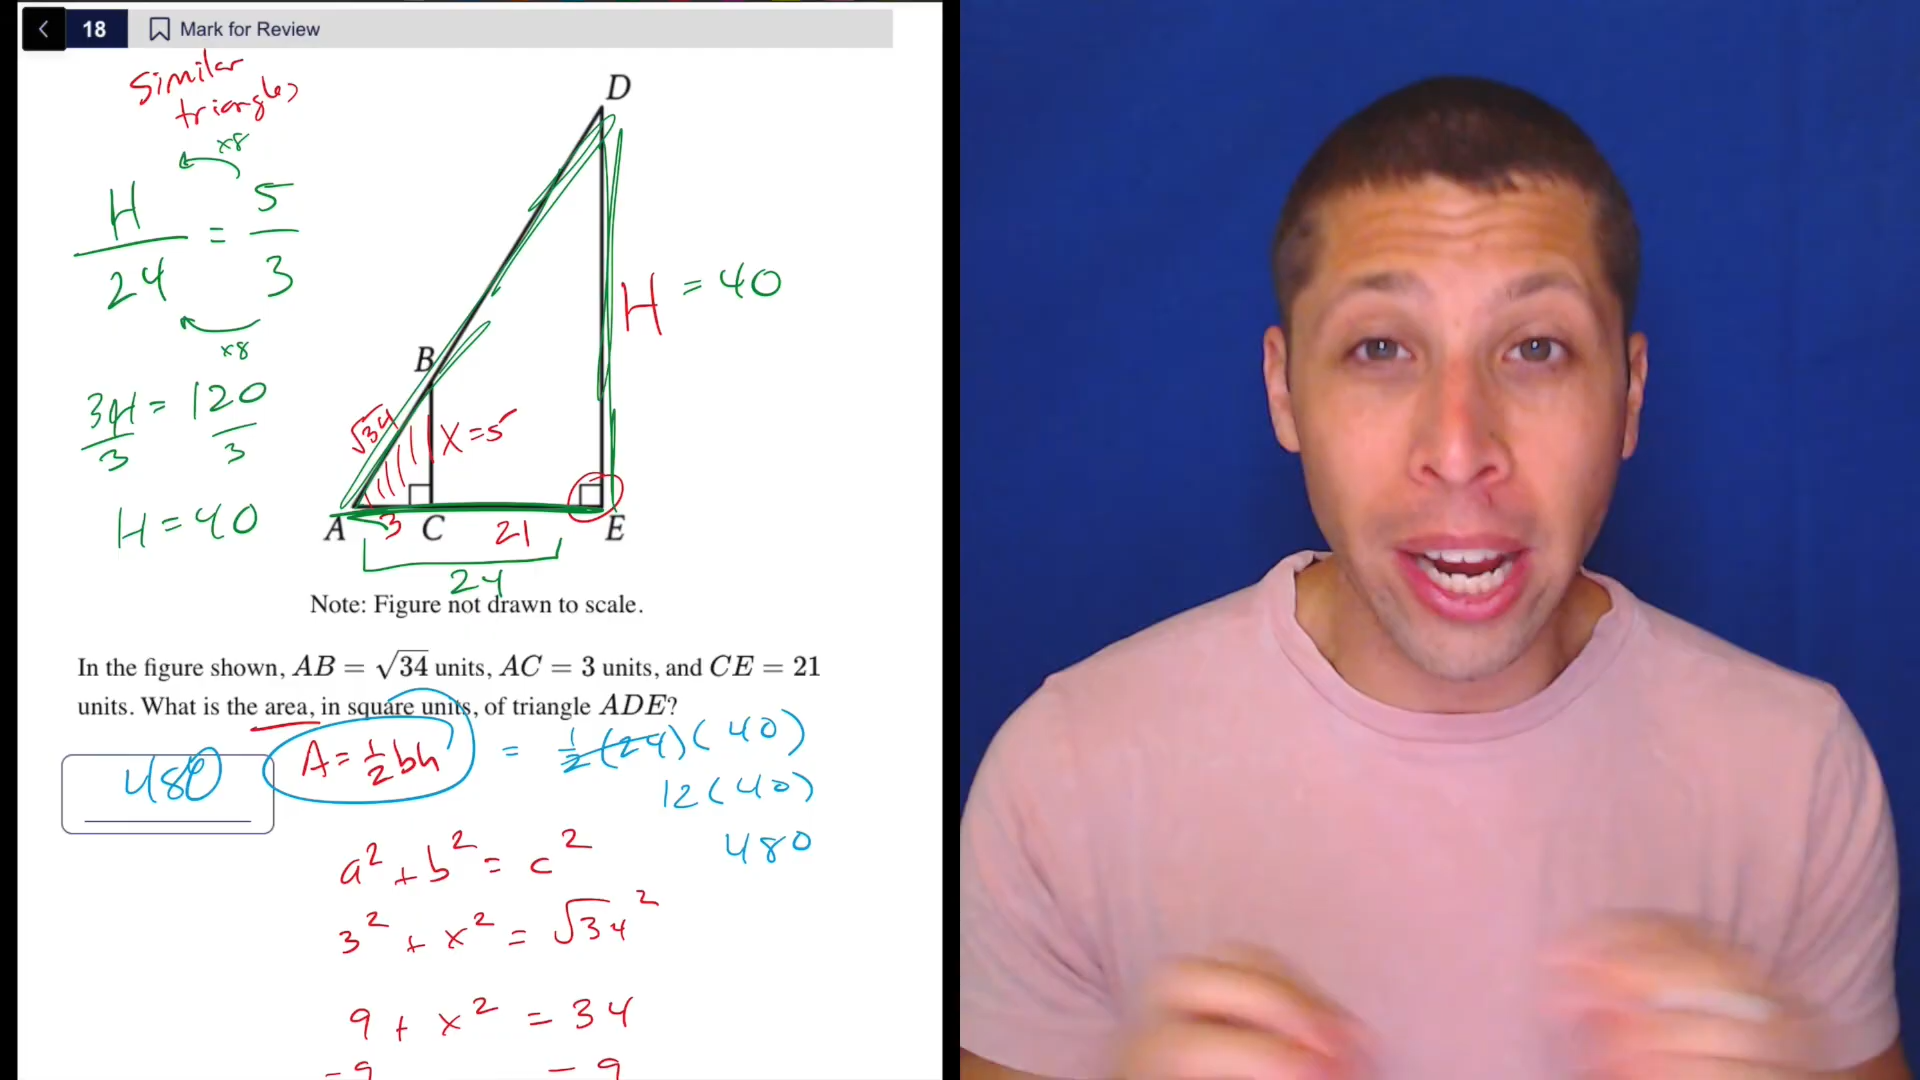 18 Mark for Review
Similar
triangles
x8
H/24 = 5/3
x8
3H = 120
3 3
H = 40
D
H = 40
B
√34
X = 5
A 3 C 21 E
24
Note: Figure not drawn to scale.
In the figure shown, AB = √34 units, AC = 3 units, and CE = 21
units. What is the area, in square units, of triangle ADE?
480
A = ½bh = ½(24)(40)
12(40)
480
a² + b² = c²
3² + x² = √34²
9 + x² = 34
-9 -9